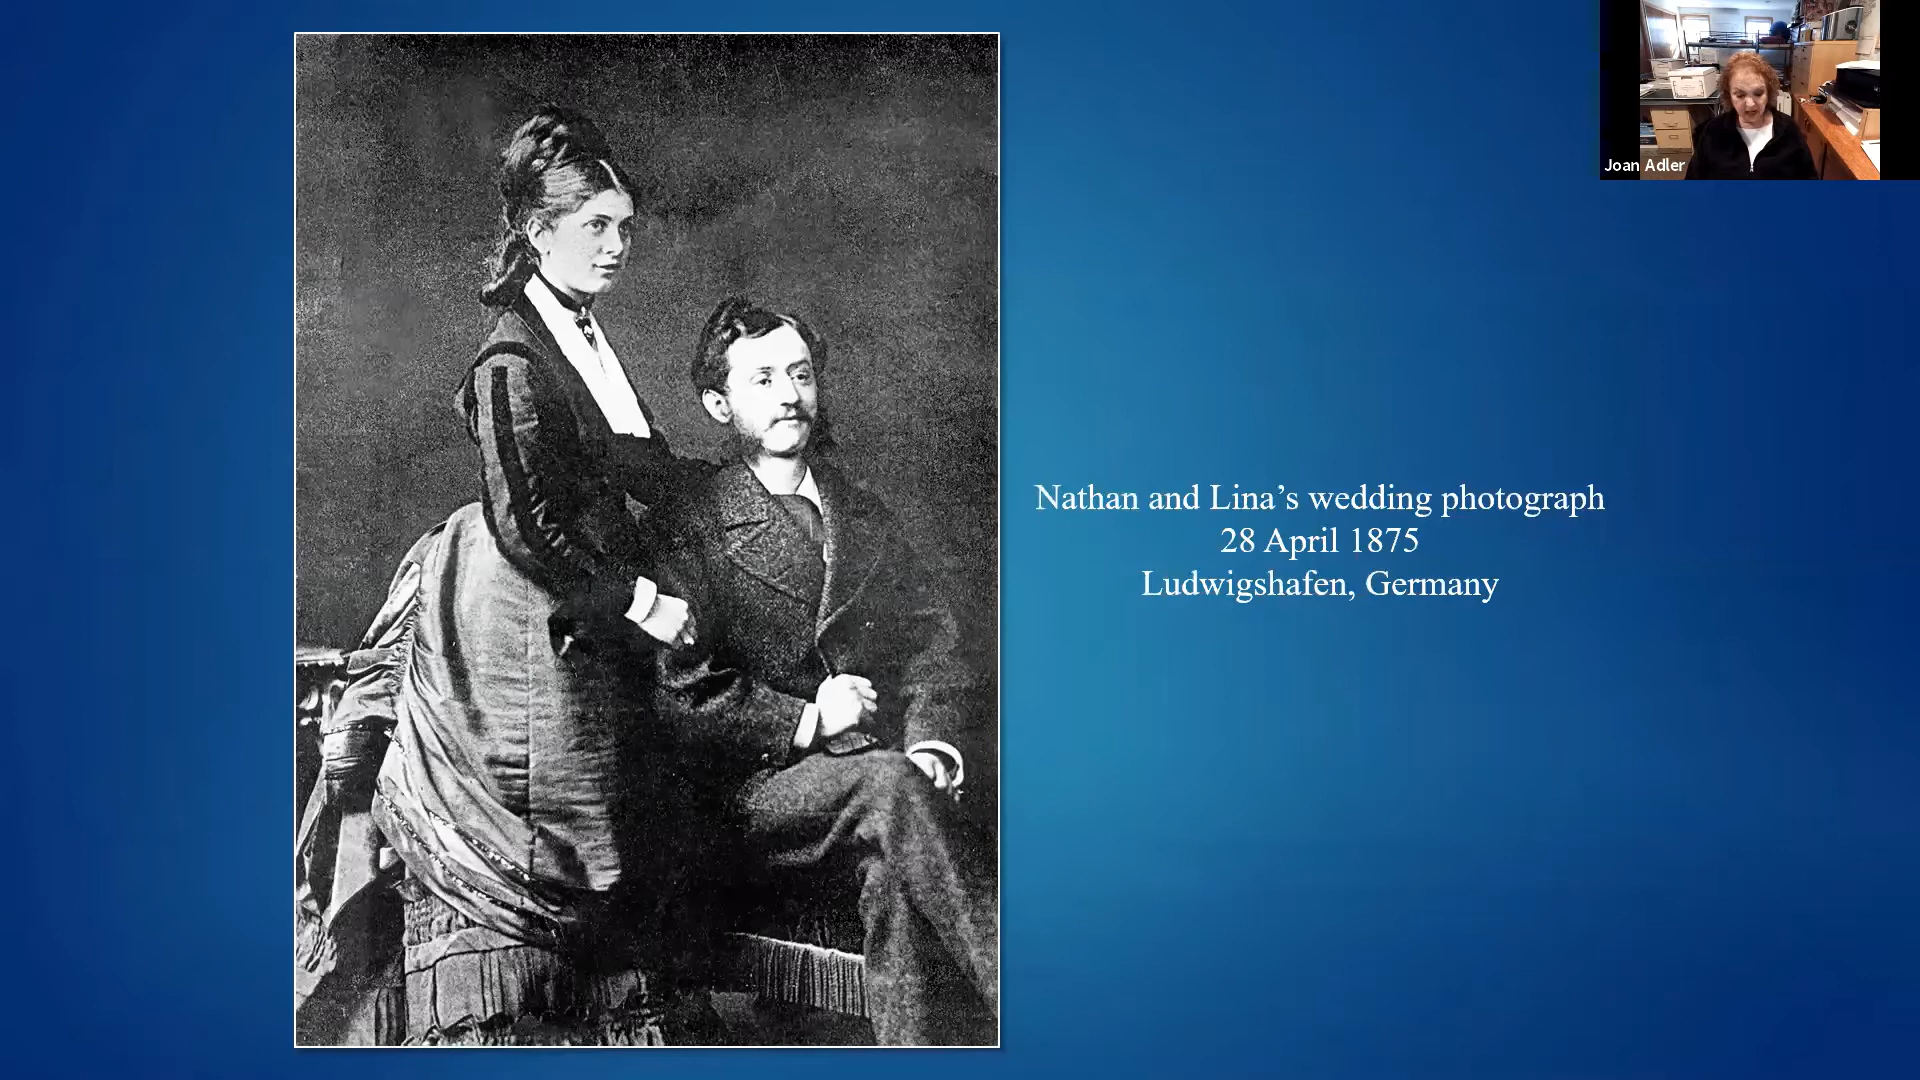 Joan Adler
Nathan and Lina’s wedding photograph
28 April 1875
Ludwigshafen, Germany